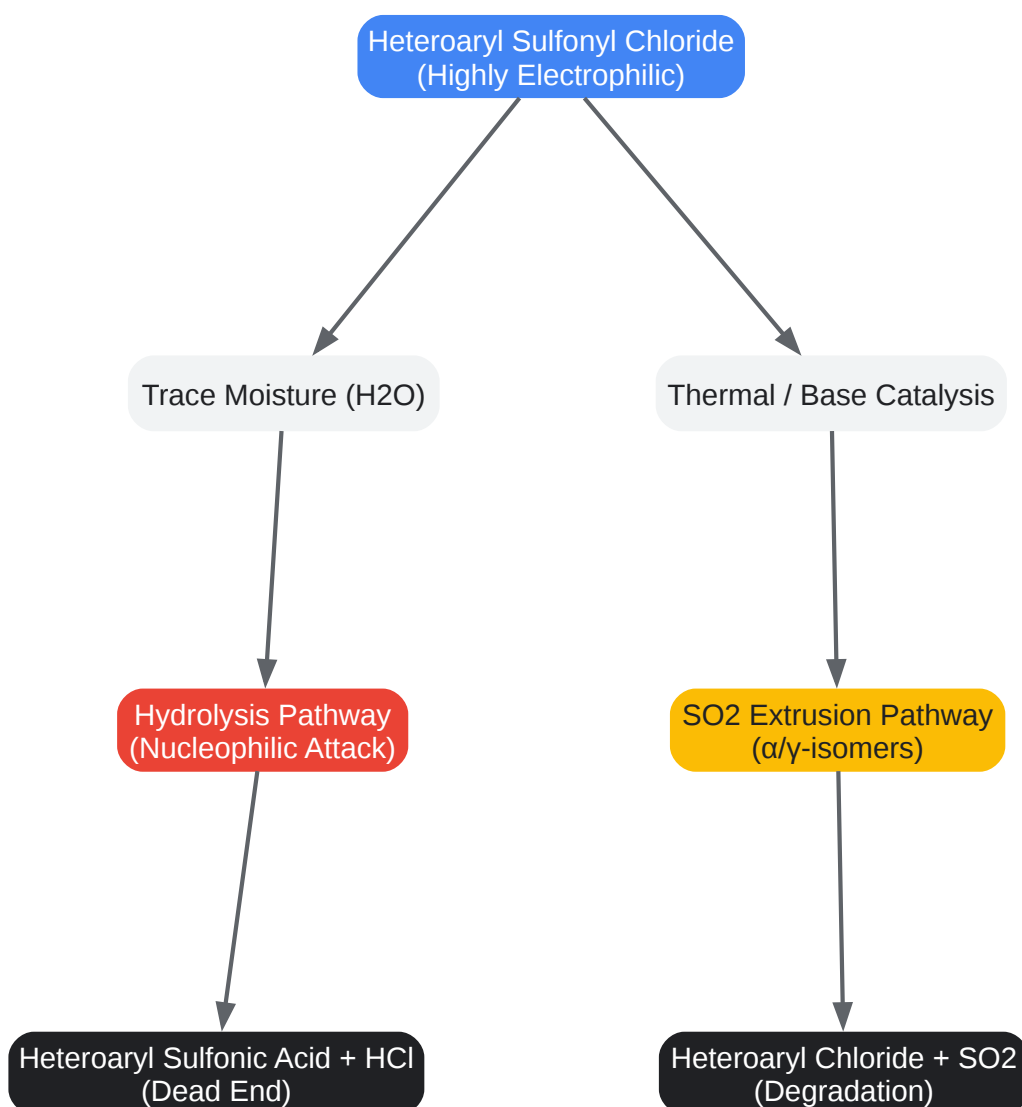 Heteroaryl Sulfonyl Chloride
(Highly Electrophilic)
Trace Moisture (H2O)
Thermal / Base Catalysis
Hydrolysis Pathway
(Nucleophilic Attack)
SO2 Extrusion Pathway
(α/γ-isomers)
Heteroaryl Sulfonic Acid + HCl
(Dead End)
Heteroaryl Chloride + SO2
(Degradation)